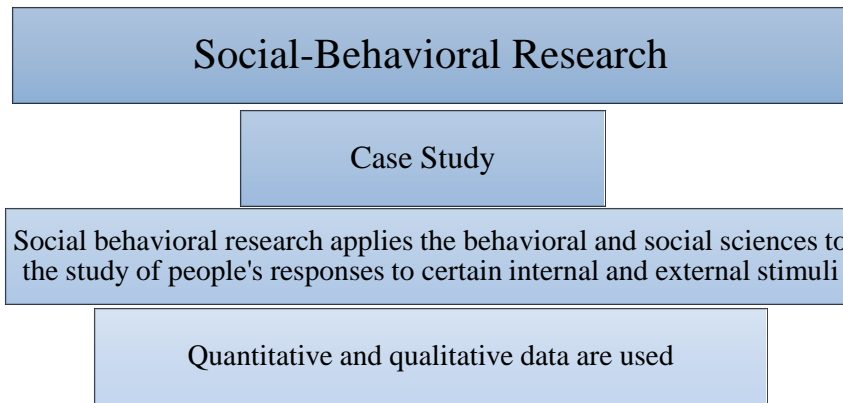 Social-Behavioral Research
Case Study
Social behavioral research applies the behavioral and social sciences to
the study of people's responses to certain internal and external stimuli
Quantitative and qualitative data are used